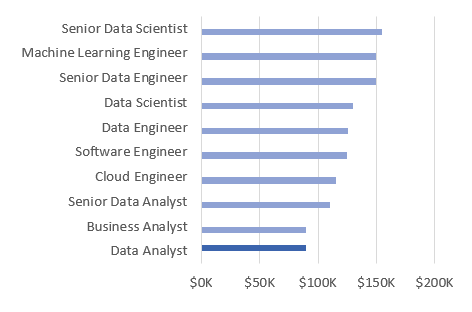 Senior Data Scientist
Machine Learning Engineer
Senior Data Engineer
Data Scientist
Data Engineer
Software Engineer
Cloud Engineer
Senior Data Analyst
Business Analyst
Data Analyst
$0K $50K $100K $150K $200K